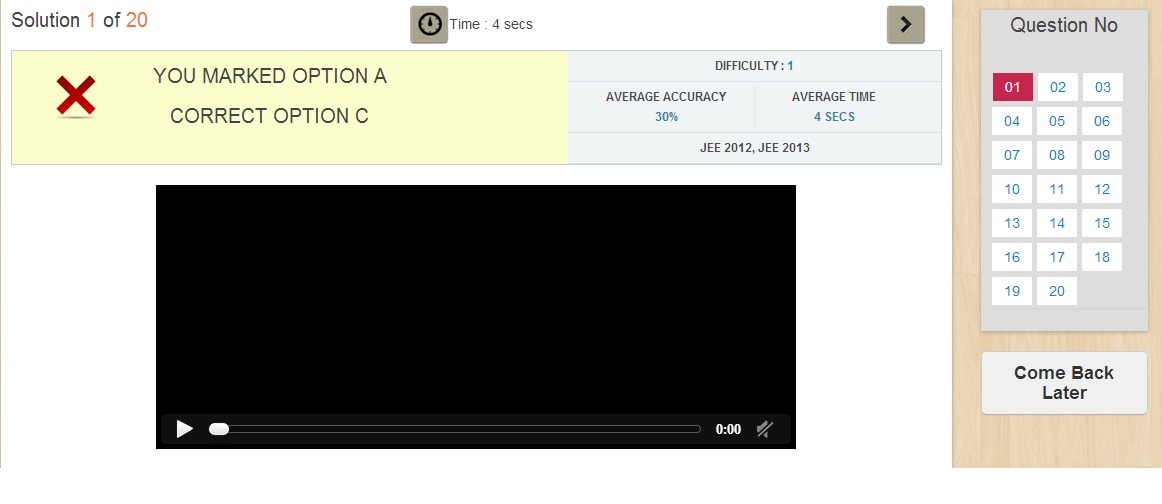 Solution 1 of 20
Time : 4 secs
YOU MARKED OPTION A
CORRECT OPTION C
DIFFICULTY : 1
AVERAGE ACCURACY
30%
AVERAGE TIME
4 SECS
JEE 2012, JEE 2013
0:00
Question No
01 02 03
04 05 06
07 08 09
10 11 12
13 14 15
16 17 18
19 20
Come Back
Later